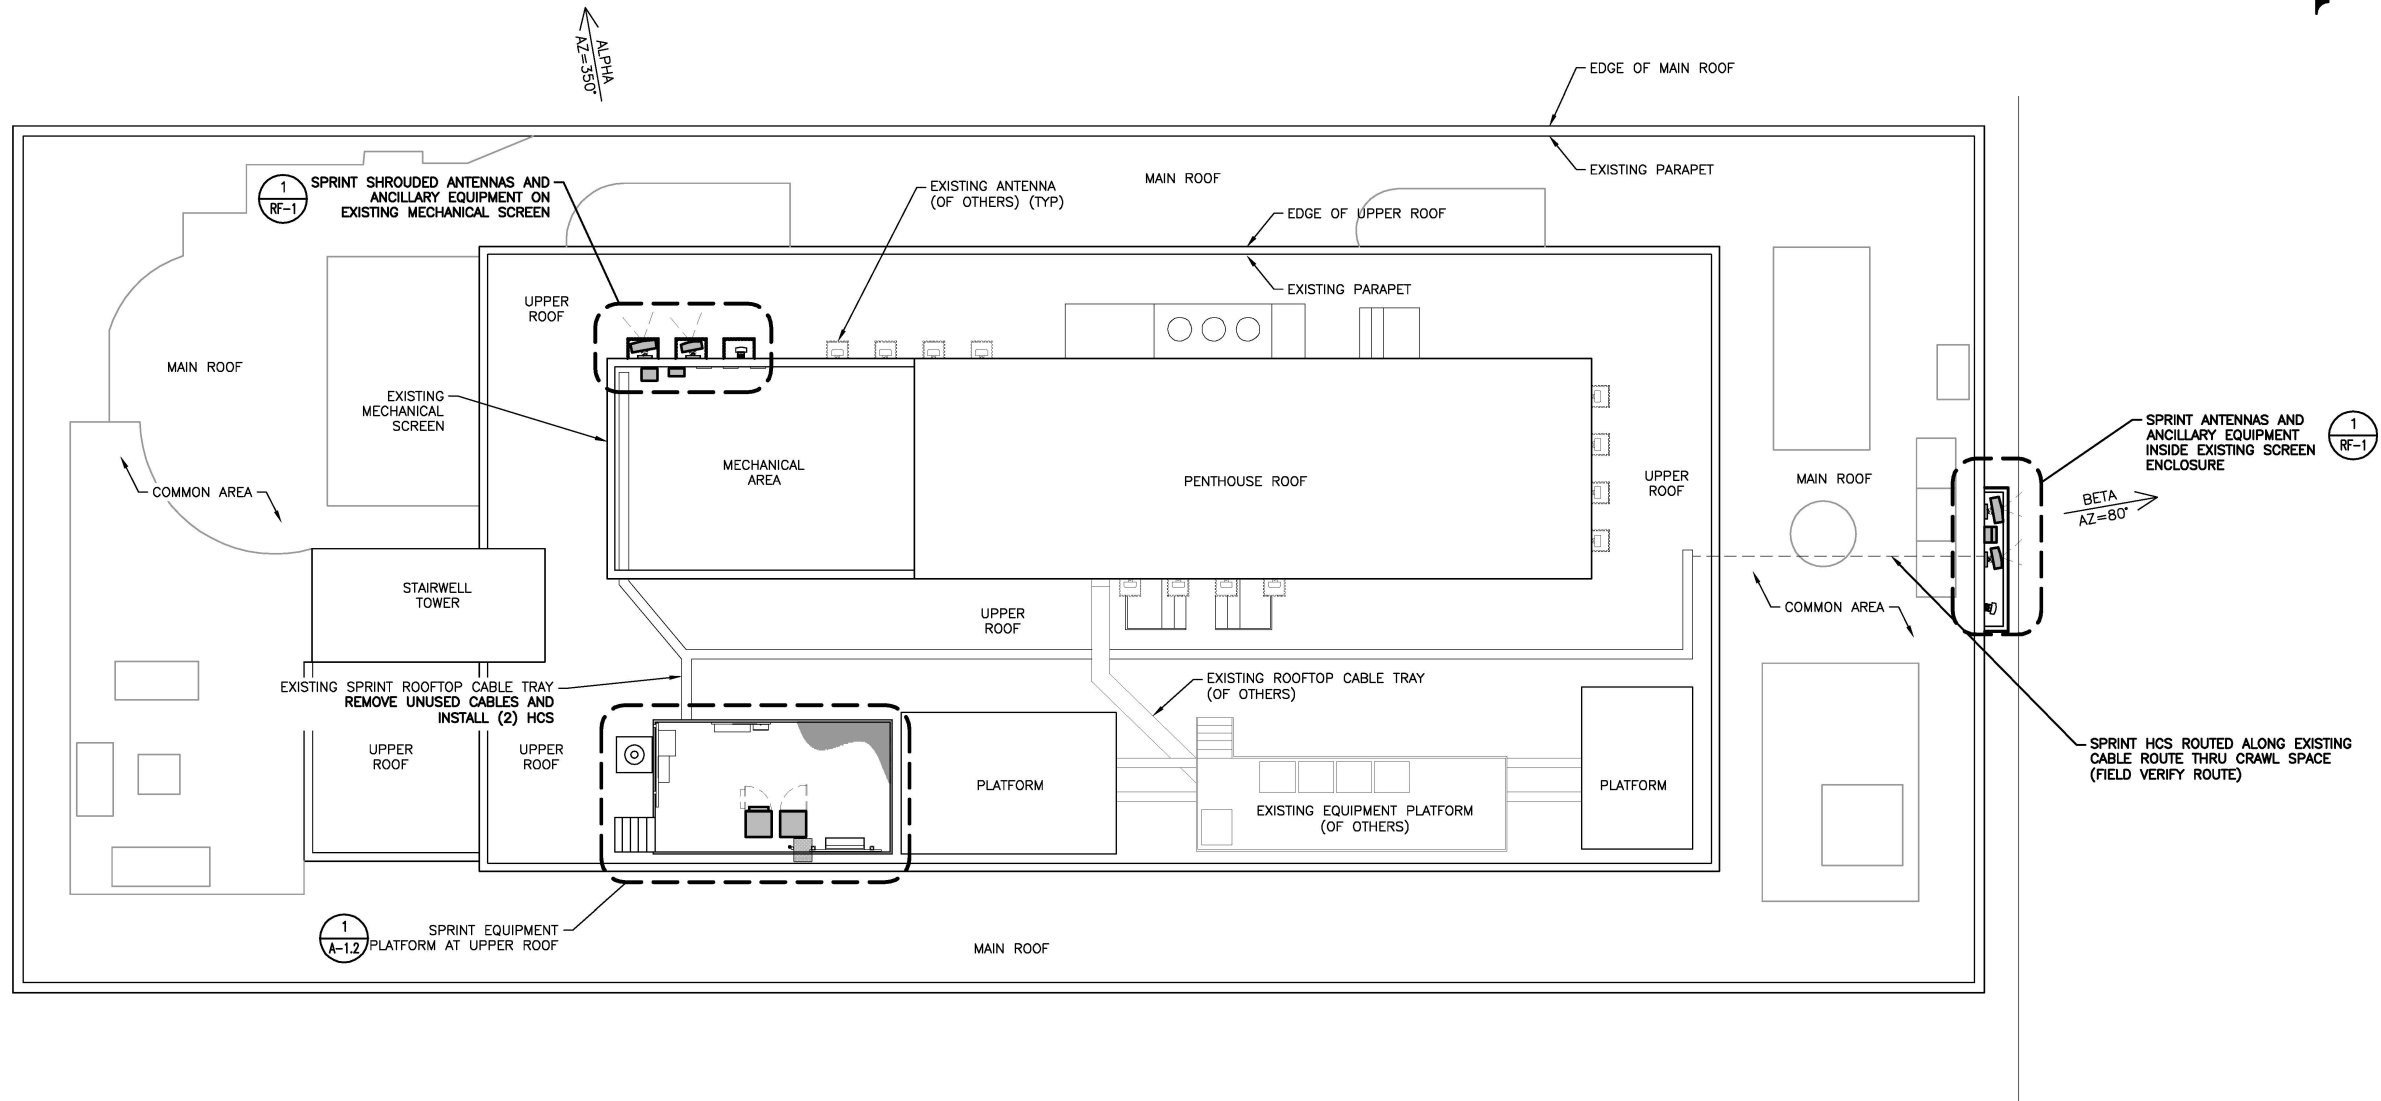 ALPHA
AZ=350°
EDGE OF MAIN ROOF
EXISTING PARAPET
MAIN ROOF
1
RF-1
SPRINT SHROUDED ANTENNAS AND
ANCILLARY EQUIPMENT ON
EXISTING MECHANICAL SCREEN
EXISTING ANTENNA
(OF OTHERS) (TYP)
EDGE OF UPPER ROOF
EXISTING PARAPET
UPPER
ROOF
MAIN ROOF
EXISTING
MECHANICAL
SCREEN
MECHANICAL
AREA
PENTHOUSE ROOF
UPPER
ROOF
MAIN ROOF
SPRINT ANTENNAS AND
ANCILLARY EQUIPMENT
INSIDE EXISTING SCREEN
ENCLOSURE
1
RF-1
BETA
AZ=80°
COMMON AREA
STAIRWELL
TOWER
UPPER
ROOF
COMMON AREA
EXISTING SPRINT ROOFTOP CABLE TRAY
REMOVE UNUSED CABLES AND
INSTALL (2) HCS
EXISTING ROOFTOP CABLE TRAY
(OF OTHERS)
UPPER
ROOF
UPPER
ROOF
PLATFORM
EXISTING EQUIPMENT PLATFORM
(OF OTHERS)
PLATFORM
SPRINT HCS ROUTED ALONG EXISTING
CABLE ROUTE THRU CRAWL SPACE
(FIELD VERIFY ROUTE)
1
A-1.2
SPRINT EQUIPMENT
PLATFORM AT UPPER ROOF
MAIN ROOF